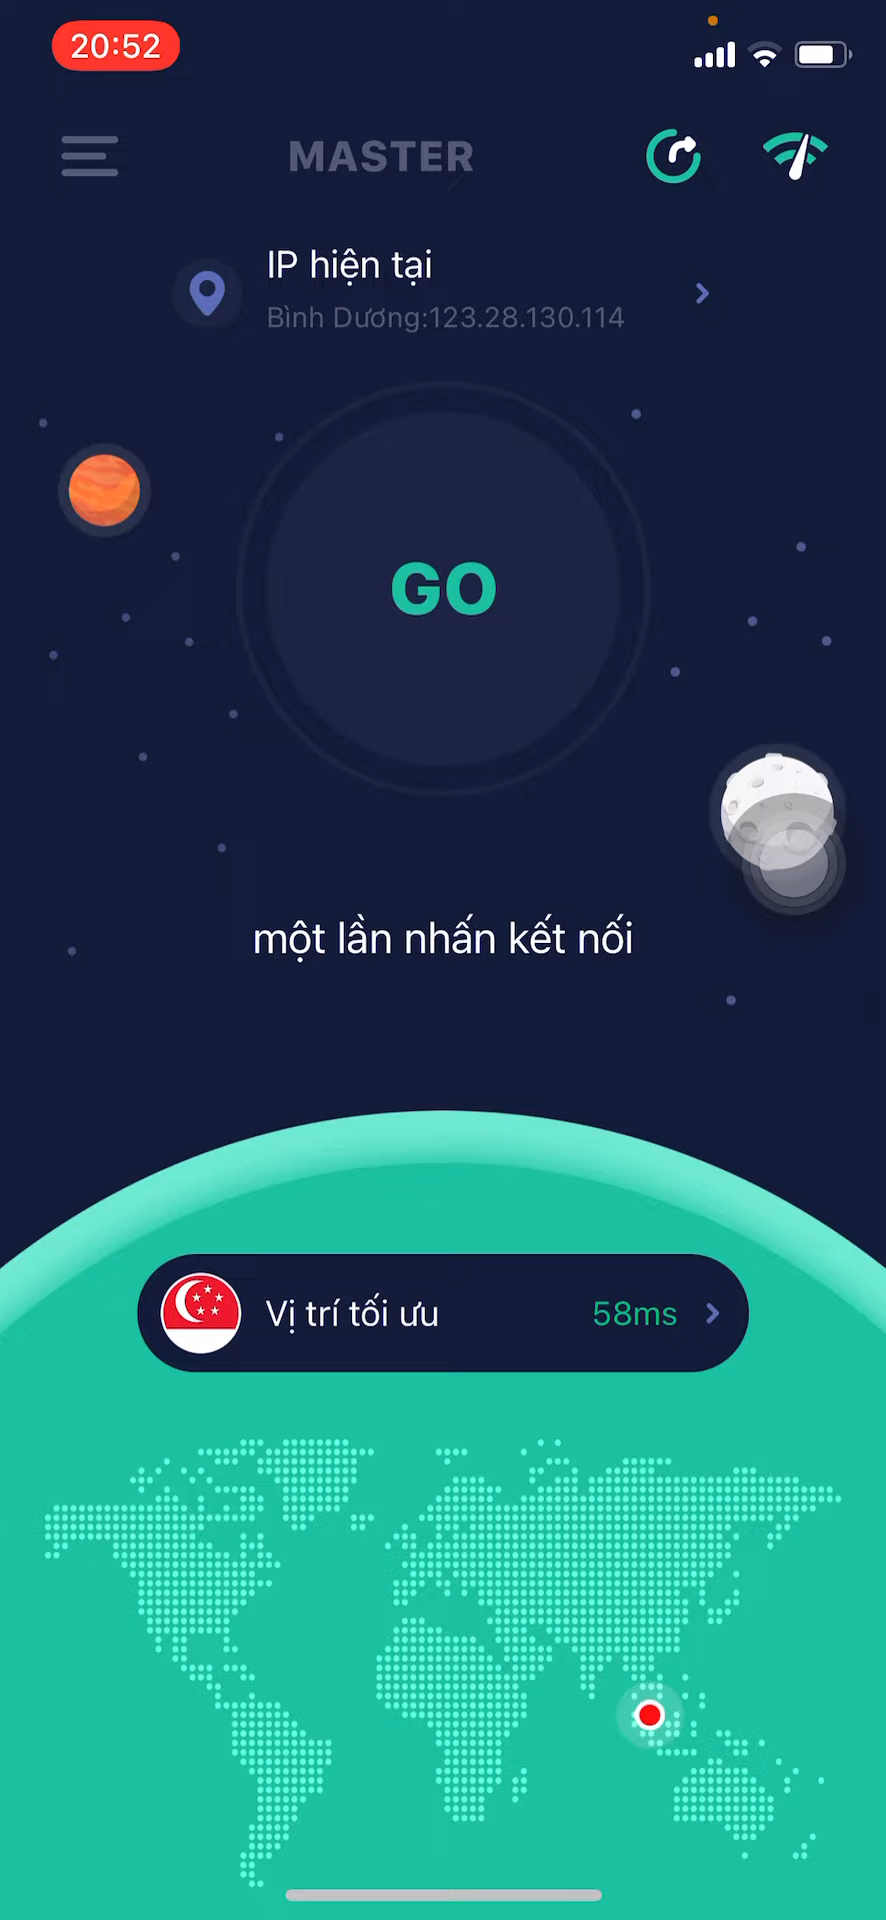 20:52
MASTER
IP hiện tại
Bình Dương:123.28.130.114
GO
một lần nhấn kết nối
Vị trí tối ưu
58ms